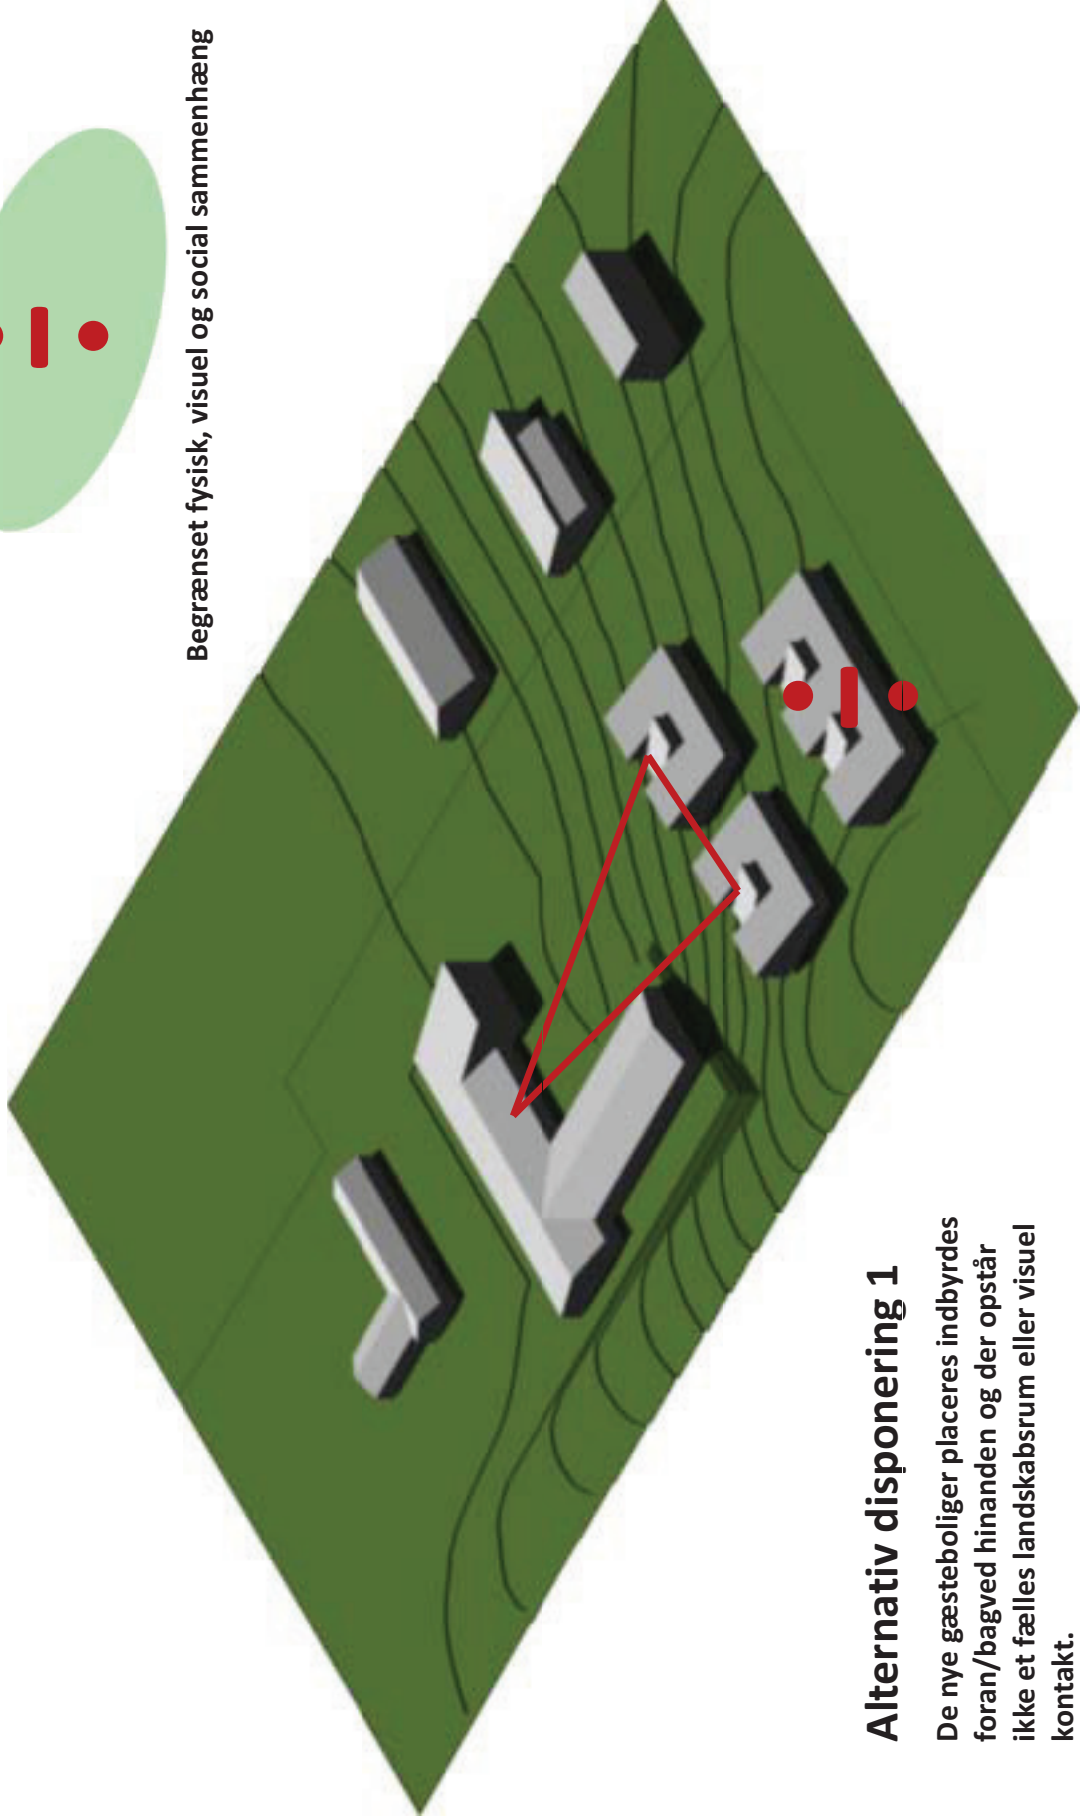 Begrænset fysisk, visuel og social sammenhæng
Alternativ disponering 1
De nye gæsteboliger placeres indbyrdes
foran/bagved hinanden og der opstår
ikke et fælles landskabsrum eller visuel
kontakt.